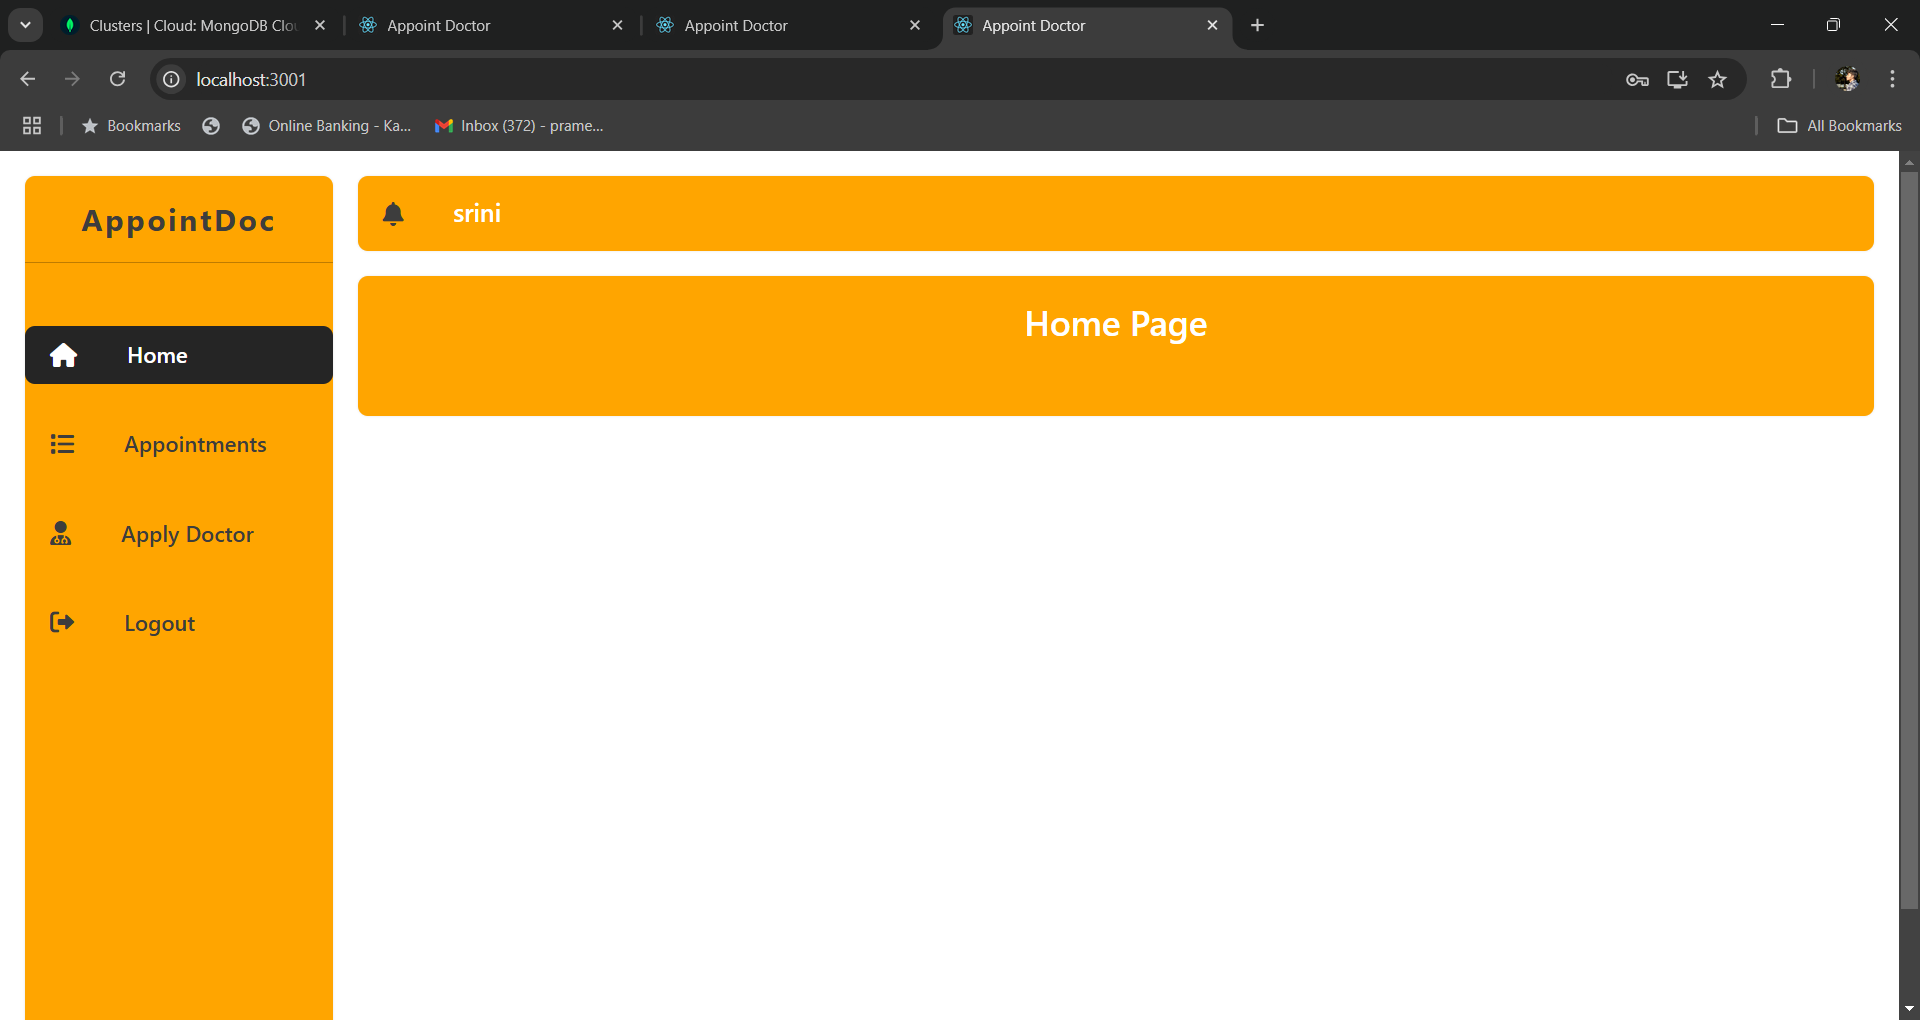 Clusters | Cloud: MongoDB Clo
Appoint Doctor
Appoint Doctor
Appoint Doctor
localhost:3001
Bookmarks
Online Banking - Ka...
Inbox (372) - prame...
All Bookmarks
AppointDoc
srini
Home Page
Home
Appointments
Apply Doctor
Logout